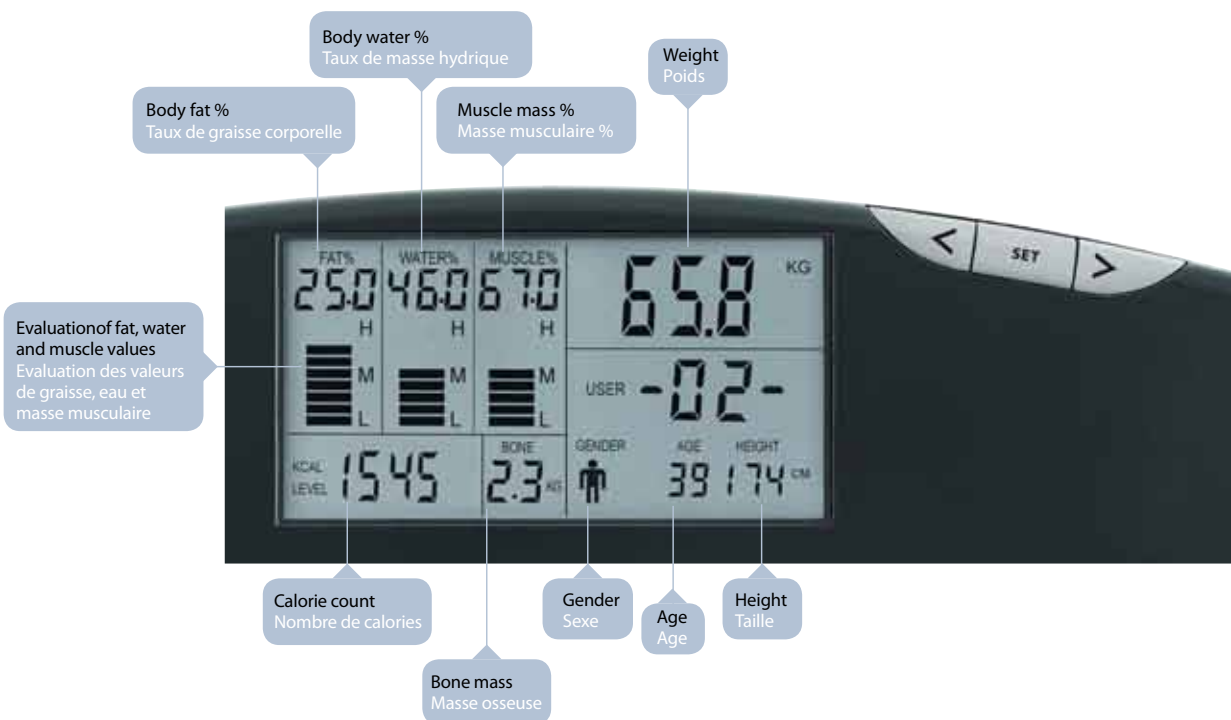 Body water %
Taux de masse hydrique
Weight
Poids
Body fat %
Taux de graisse corporelle
Muscle mass %
Masse musculaire %
FAT% WATER% MUSCLE%
25.0 46.0 67.0
65.8 KG
< SET >
H H H
M M M
L L L
USER -02-
Evaluationof fat, water
and muscle values
Evaluation des valeurs
de graisse, eau et
masse musculaire
KCAL
LEVEL 1545
BONE
2.3 KG
GENDER AGE HEIGHT
39 174 CM
Calorie count
Nombre de calories
Gender
Sexe
Age
Age
Height
Taille
Bone mass
Masse osseuse